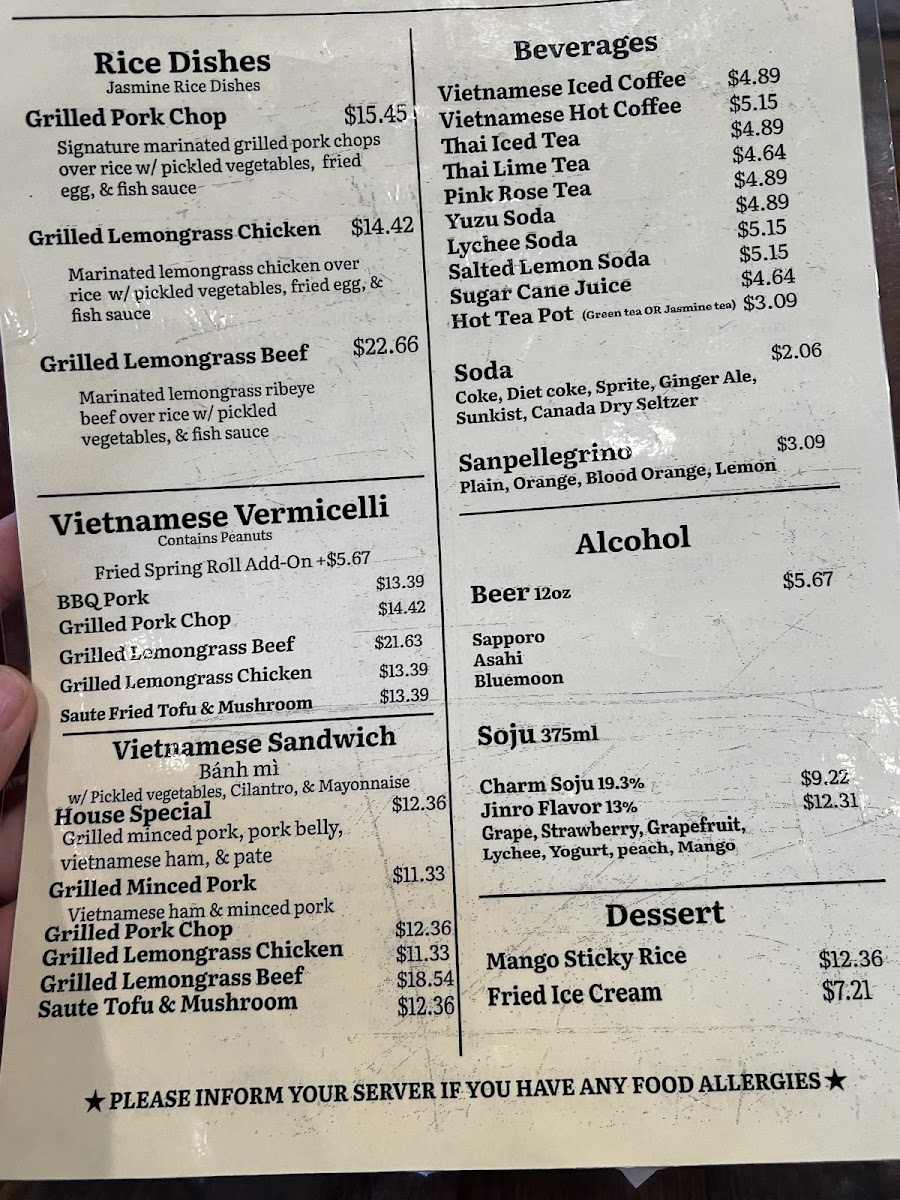 Rice Dishes
Jasmine Rice Dishes
Grilled Pork Chop $15.45
Signature marinated grilled pork chops
over rice w/ pickled vegetables, fried
egg, & fish sauce
Grilled Lemongrass Chicken $14.42
Marinated lemongrass chicken over
rice w/ pickled vegetables, fried egg, &
fish sauce
Grilled Lemongrass Beef $22.66
Marinated lemongrass ribeye
beef over rice w/ pickled
vegetables, & fish sauce
Vietnamese Vermicelli
Contains Peanuts
Fried Spring Roll Add-On +$5.67
BBQ Pork $13.39
Grilled Pork Chop $14.42
Grilled Lemongrass Beef $21.63
Grilled Lemongrass Chicken $13.39
Saute Fried Tofu & Mushroom $13.39
Vietnamese Sandwich
Bánh mì
w/ Pickled vegetables, Cilantro, & Mayonnaise
House Special $12.36
Grilled minced pork, pork belly,
vietnamese ham, & pate
Grilled Minced Pork $11.33
Vietnamese ham & minced pork
Grilled Pork Chop $12.36
Grilled Lemongrass Chicken $11.33
Grilled Lemongrass Beef $18.54
Saute Tofu & Mushroom $12.36
Beverages
Vietnamese Iced Coffee $4.89
Vietnamese Hot Coffee $5.15
Thai Iced Tea $4.89
Thai Lime Tea $4.64
Pink Rose Tea $4.89
Yuzu Soda $4.89
Lychee Soda $5.15
Salted Lemon Soda $5.15
Sugar Cane Juice $4.64
Hot Tea Pot (Green tea OR Jasmine tea) $3.09
Soda $2.06
Coke, Diet coke, Sprite, Ginger Ale,
Sunkist, Canada Dry Seltzer
Sanpellegrino $3.09
Plain, Orange, Blood Orange, Lemon
Alcohol
Beer 12oz $5.67
Sapporo
Asahi
Bluemoon
Soju 375ml
Charm Soju 19.3% $9.22
Jinro Flavor 13% $12.31
Grape, Strawberry, Grapefruit,
Lychee, Yogurt, peach, Mango
Dessert
Mango Sticky Rice $12.36
Fried Ice Cream $7.21
★ PLEASE INFORM YOUR SERVER IF YOU HAVE ANY FOOD ALLERGIES ★